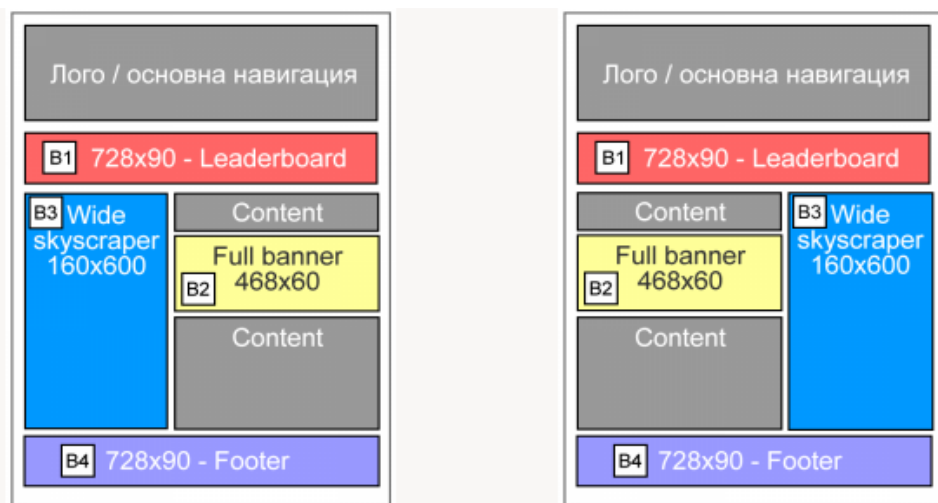 Лого / основна навигация
B1 728x90 - Leaderboard
B3 Wide
skyscraper
160x600
Content
Full banner
B2 468x60
Content
B4 728x90 - Footer
Лого / основна навигация
B1 728x90 - Leaderboard
Content
Full banner
B2 468x60
Content
B3 Wide
skyscraper
160x600
B4 728x90 - Footer